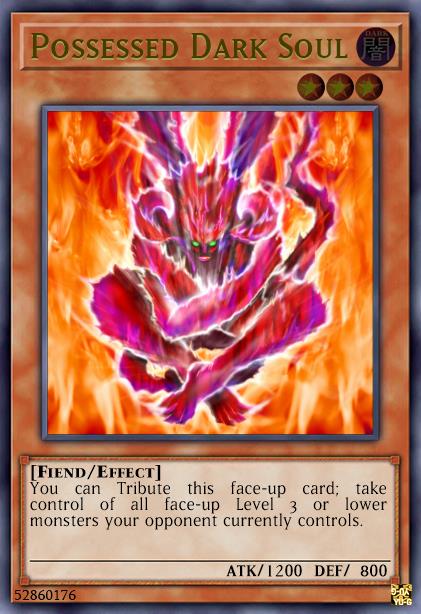 POSSESSED DARK SOUL
DARK
闇
[FIEND/EFFECT]
You can Tribute this face-up card; take
control of all face-up Level 3 or lower
monsters your opponent currently controls.
ATK/1200 DEF/ 800
52860176